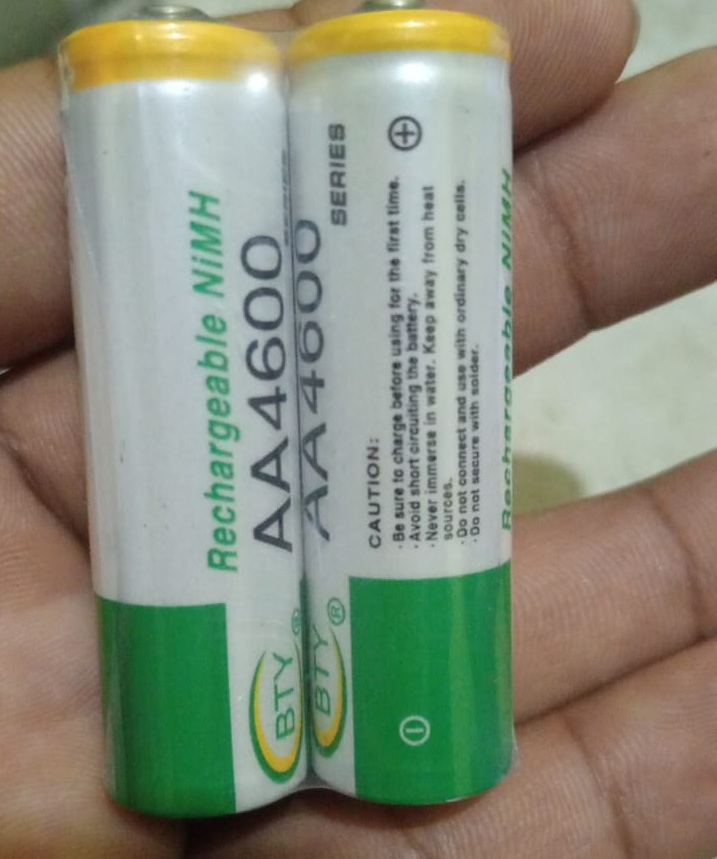 Rechargeable NiMH
AA4600
BTY
®
AA4600
SERIES
BTY
®
CAUTION:
· Be sure to charge before using for the first time.
· Avoid short circuiting the battery.
· Never immerse in water. Keep away from heat
sources.
· Do not connect and use with ordinary dry cells.
· Do not secure with solder.
Rechargeable NiMH